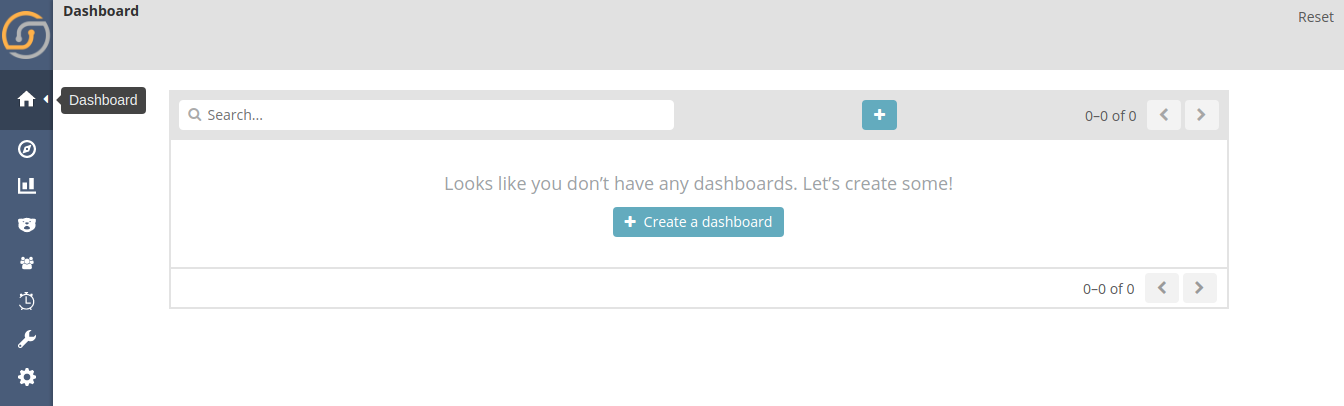 Dashboard
Reset
Dashboard
Search...
0–0 of 0
Looks like you don’t have any dashboards. Let’s create some!
Create a dashboard
0–0 of 0